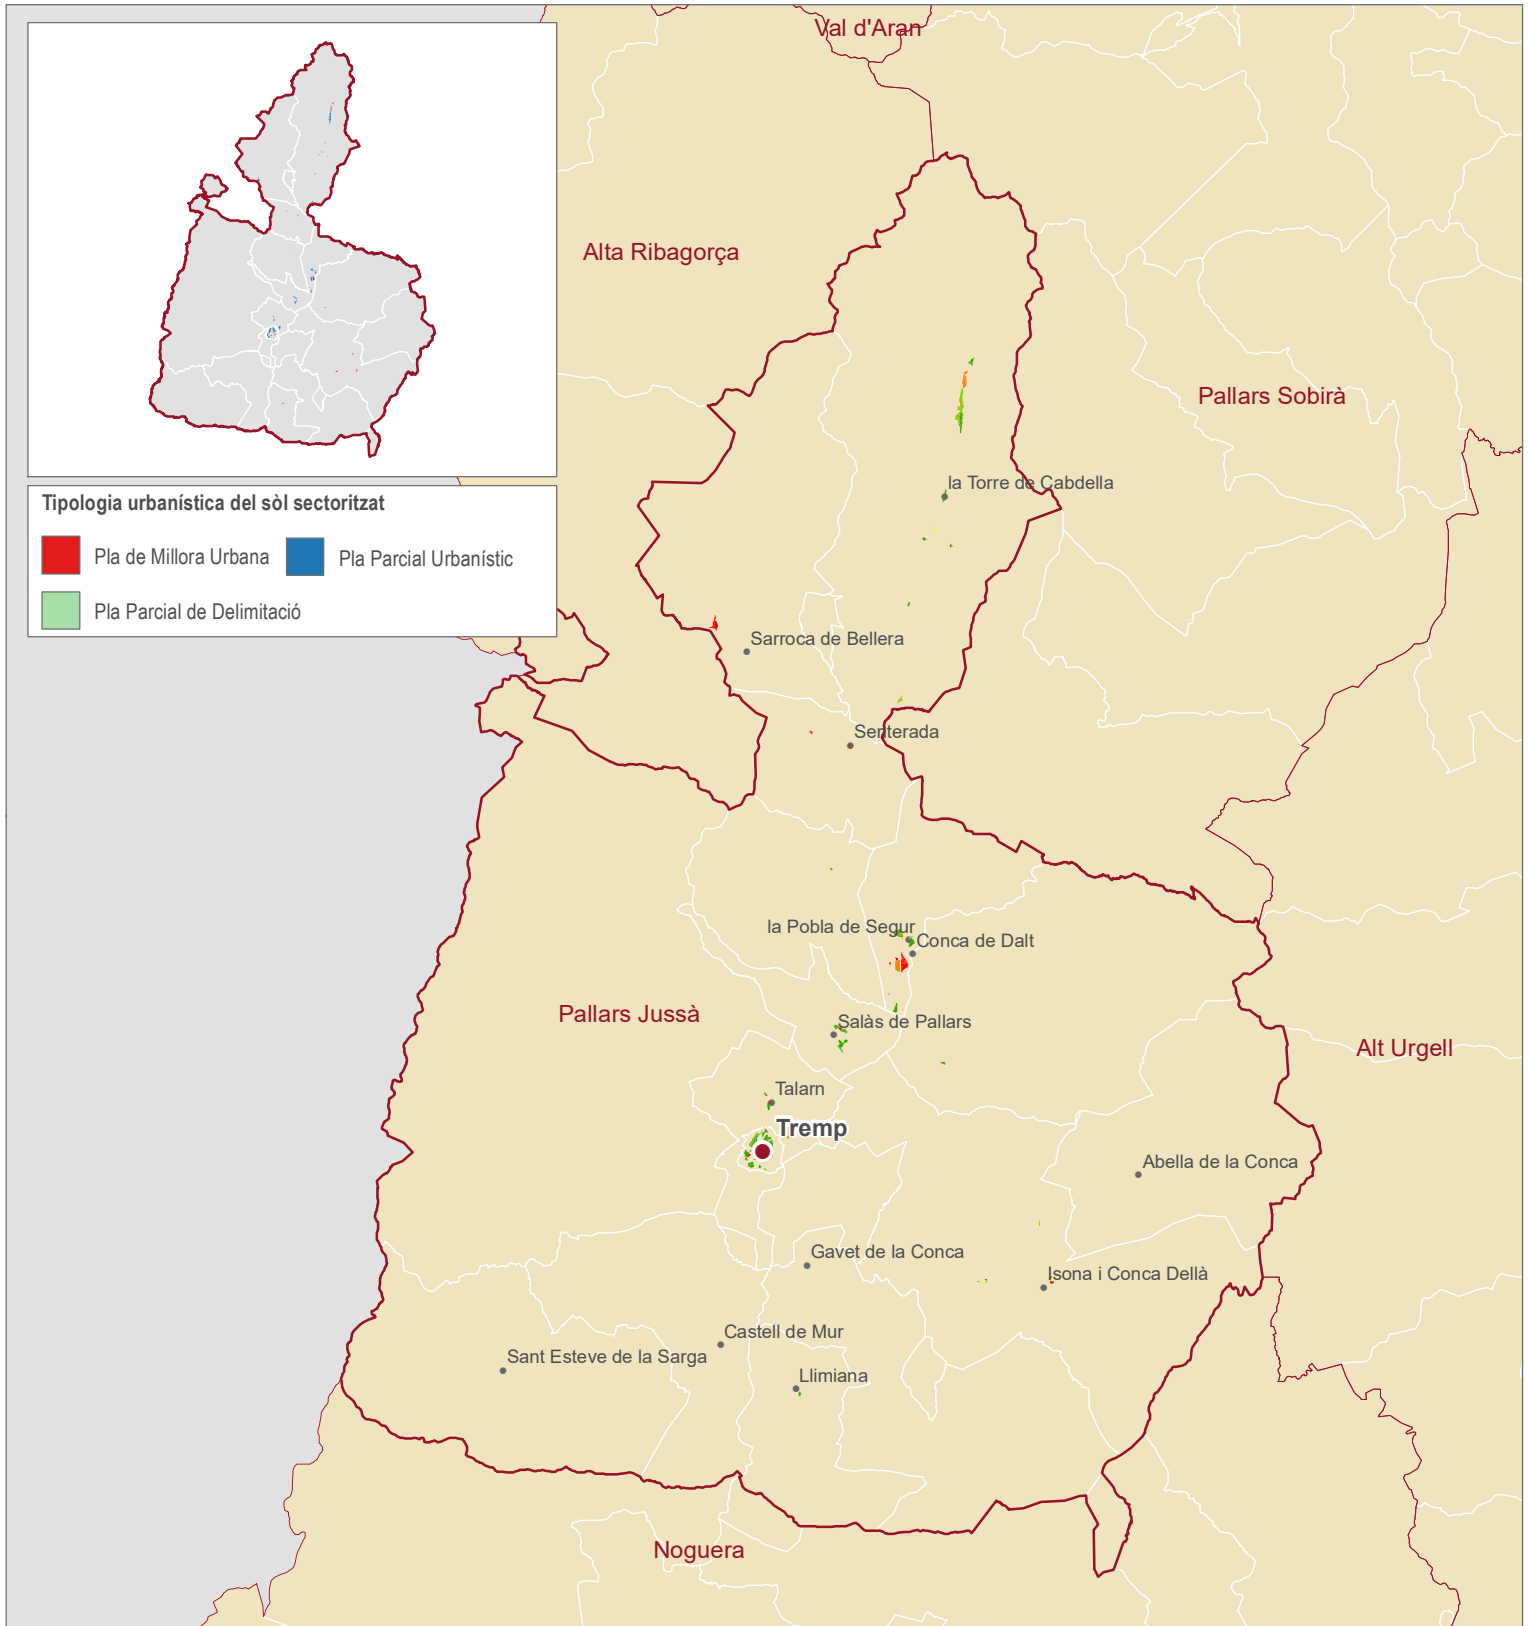 Val d'Aran
Alta Ribagorça
Pallars Sobirà
la Torre de Cabdella
Tipologia urbanística del sòl sectoritzat
Pla de Millora Urbana
Pla Parcial Urbanístic
Pla Parcial de Delimitació
Sarroca de Bellera
Senterada
la Pobla de Segur
Conca de Dalt
Pallars Jussà
Salàs de Pallars
Alt Urgell
Talarn
Tremp
Abella de la Conca
Gavet de la Conca
Isona i Conca Dellà
Castell de Mur
Sant Esteve de la Sarga
Llimiana
Noguera